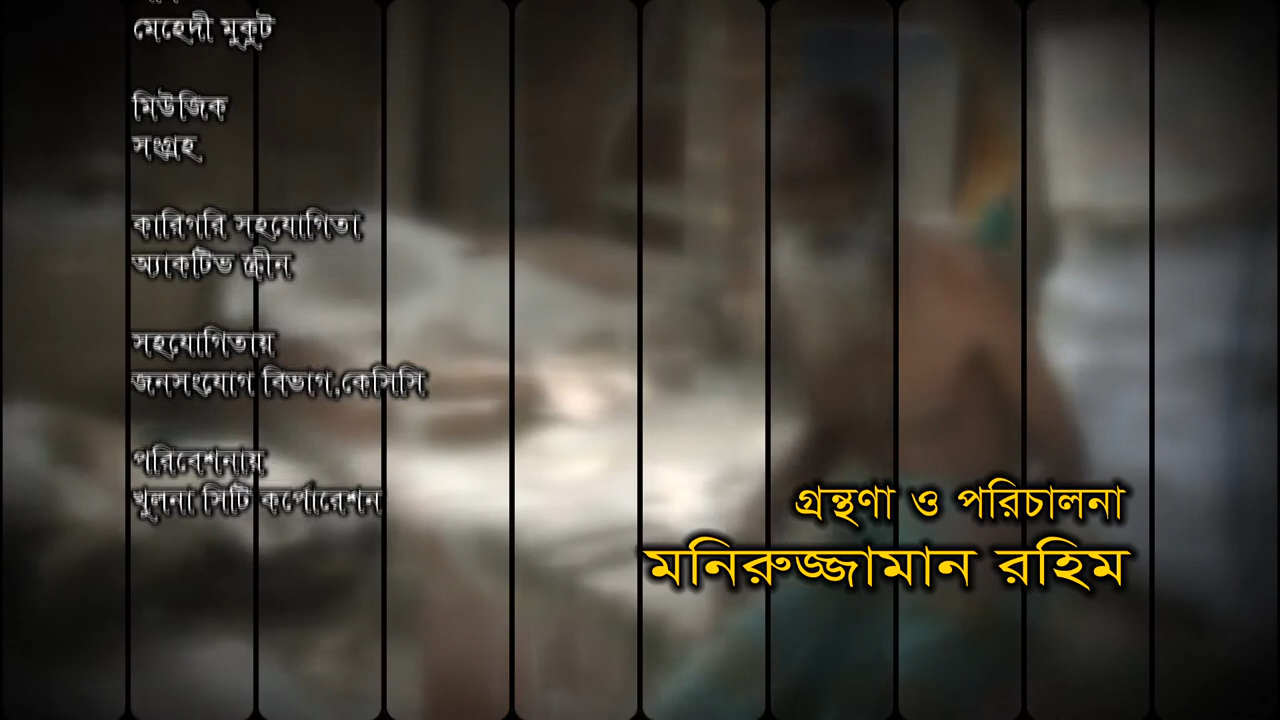 মেহেদী মুকুট
মিউজিক
সংগ্রহ
কারিগরি সহযোগিতা
অ্যাকটিভ স্ক্রীন
সহযোগিতায়
জনসংযোগ বিভাগ,কেসিসি
পরিবেশনায়
খুলনা সিটি কর্পোরেশন
গ্রন্থণা ও পরিচালনা
মনিরুজ্জামান রহিম